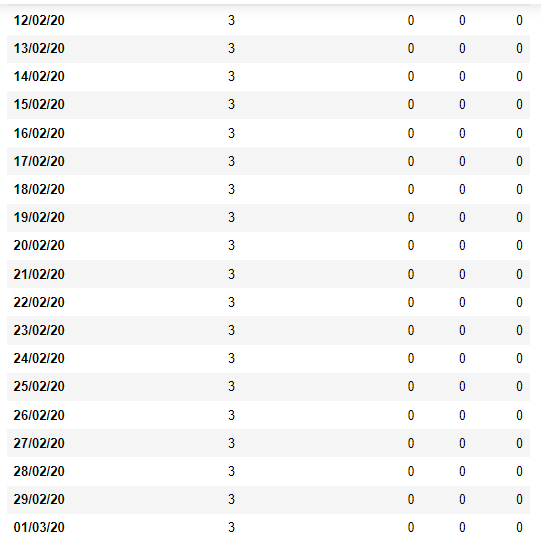 12/02/20 3 0 0 0
13/02/20 3 0 0 0
14/02/20 3 0 0 0
15/02/20 3 0 0 0
16/02/20 3 0 0 0
17/02/20 3 0 0 0
18/02/20 3 0 0 0
19/02/20 3 0 0 0
20/02/20 3 0 0 0
21/02/20 3 0 0 0
22/02/20 3 0 0 0
23/02/20 3 0 0 0
24/02/20 3 0 0 0
25/02/20 3 0 0 0
26/02/20 3 0 0 0
27/02/20 3 0 0 0
28/02/20 3 0 0 0
29/02/20 3 0 0 0
01/03/20 3 0 0 0